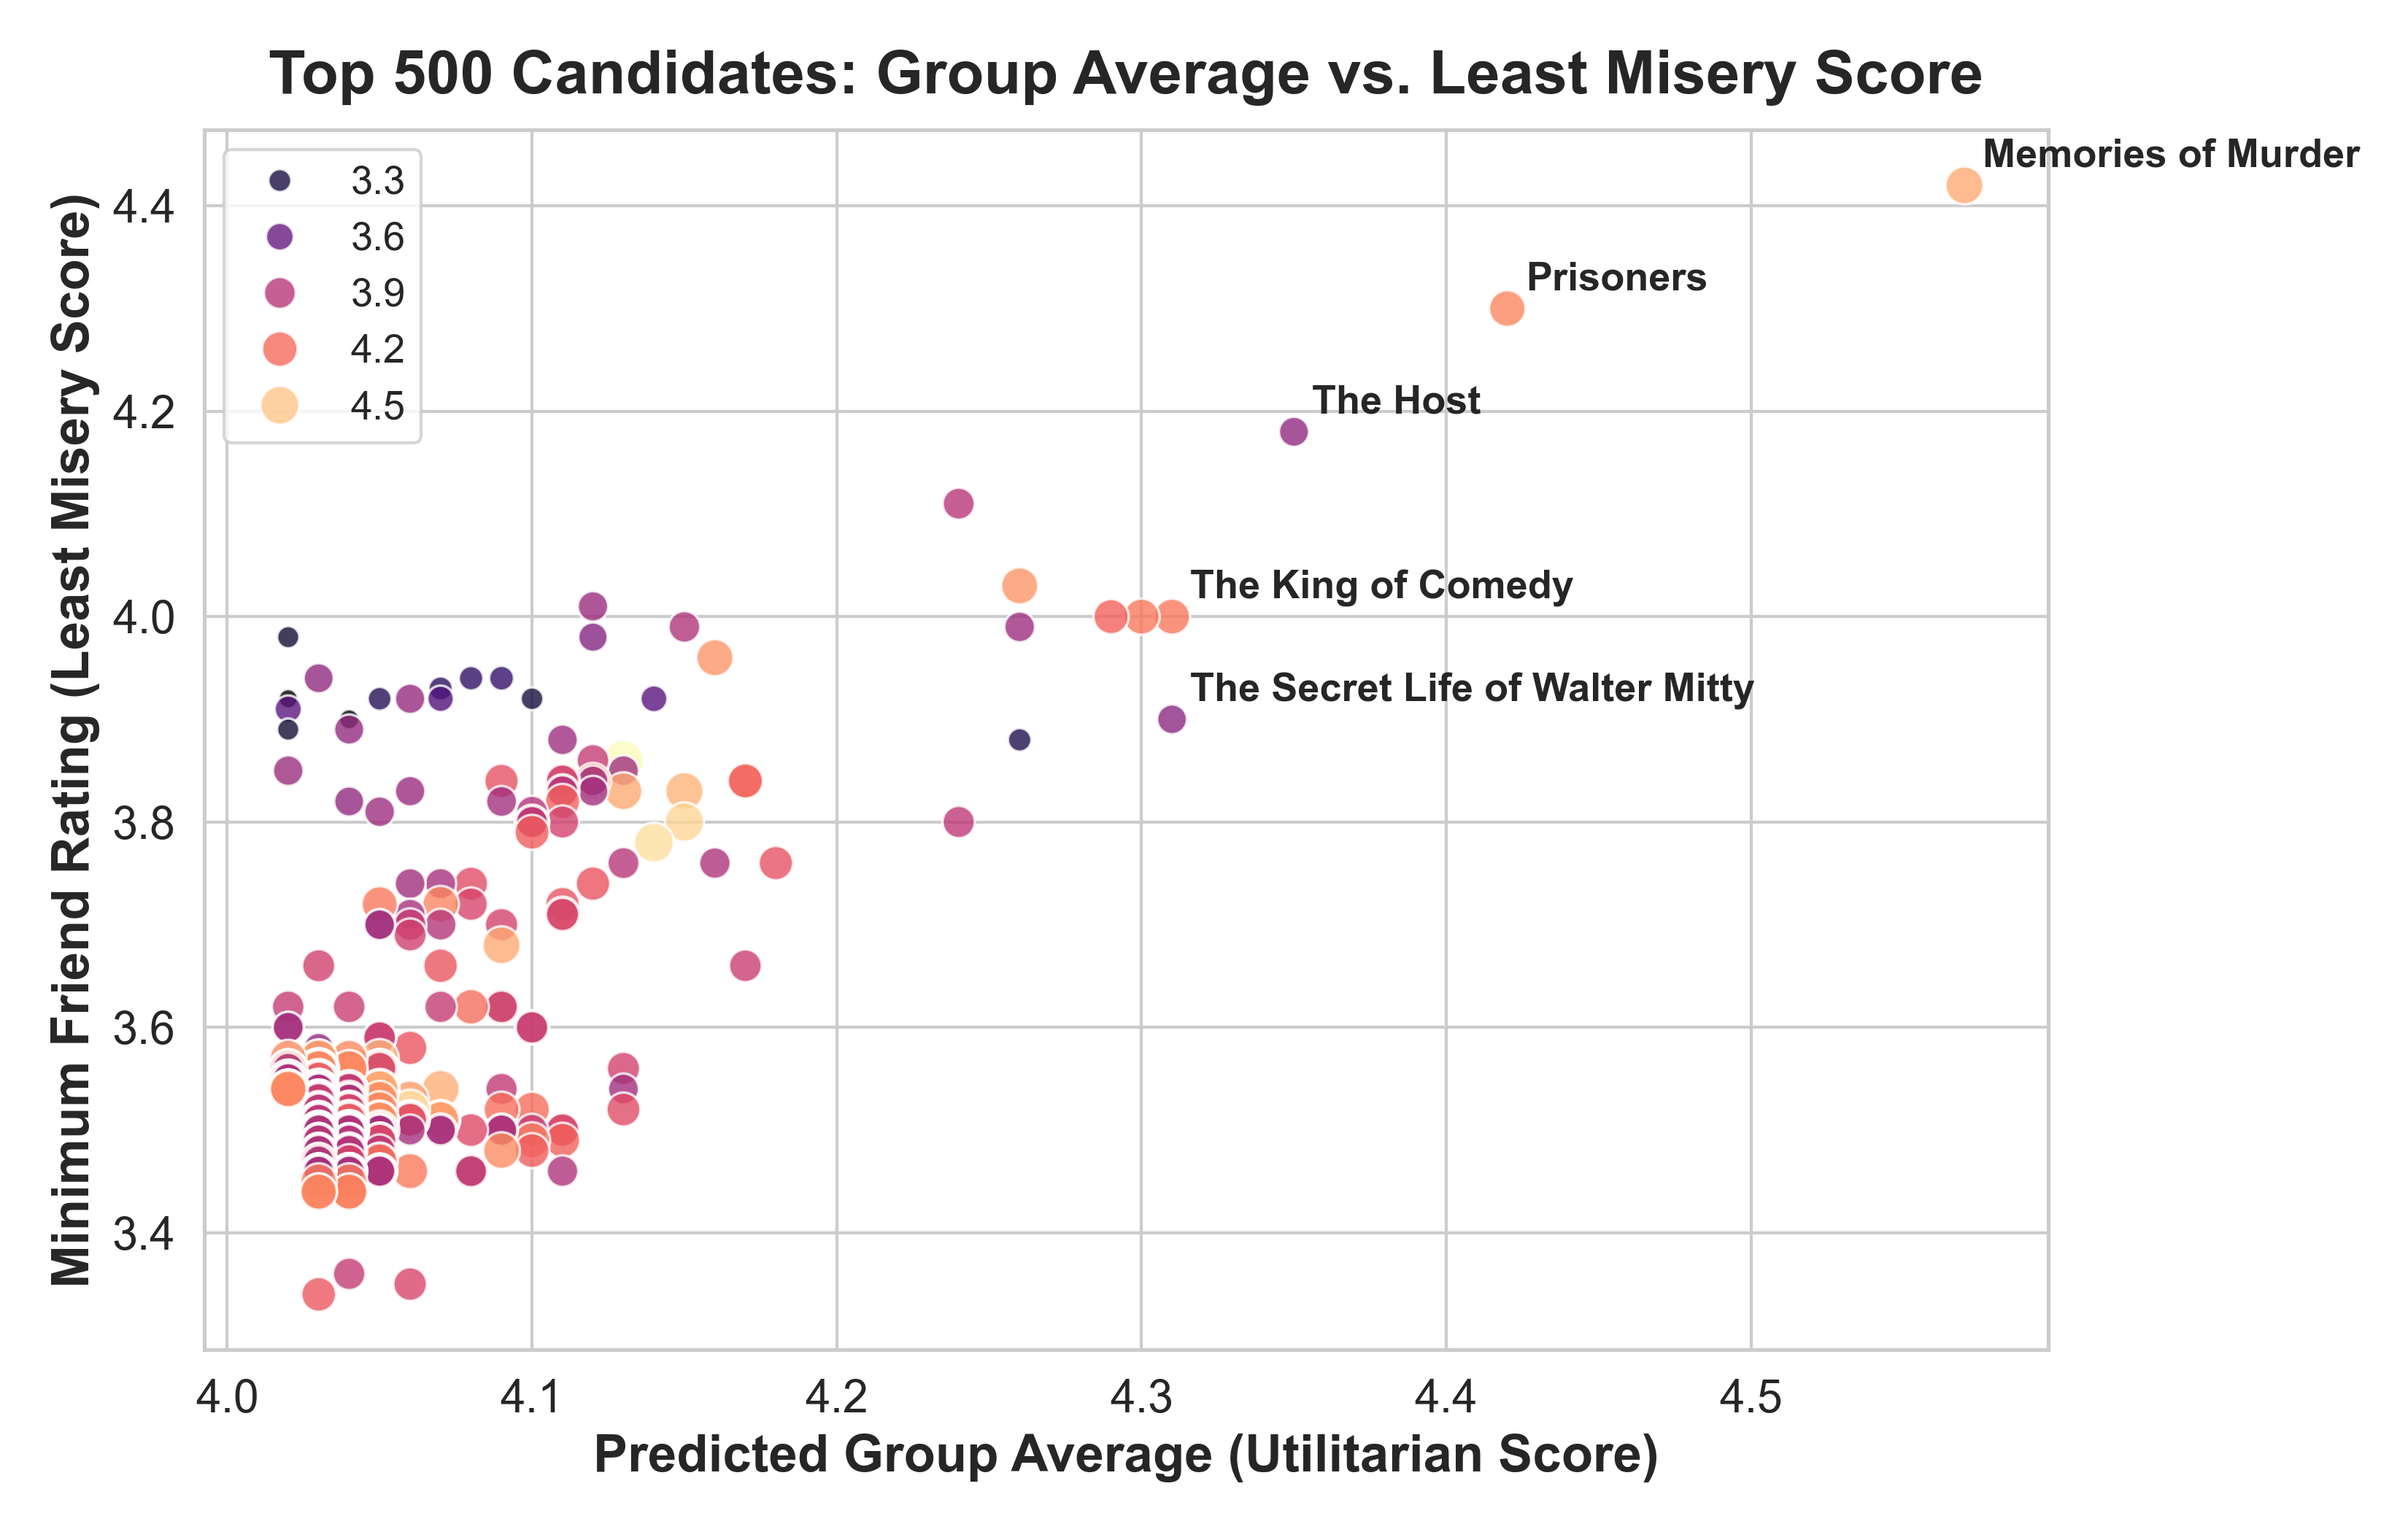 Top 500 Candidates: Group Average vs. Least Misery Score
Memories of Murder
Prisoners
The Host
The King of Comedy
The Secret Life of Walter Mitty
3.3
3.6
3.9
4.2
4.5
Minimum Friend Rating (Least Misery Score)
4.4
4.2
4.0
3.8
3.6
3.4
4.0 4.1 4.2 4.3 4.4 4.5
Predicted Group Average (Utilitarian Score)